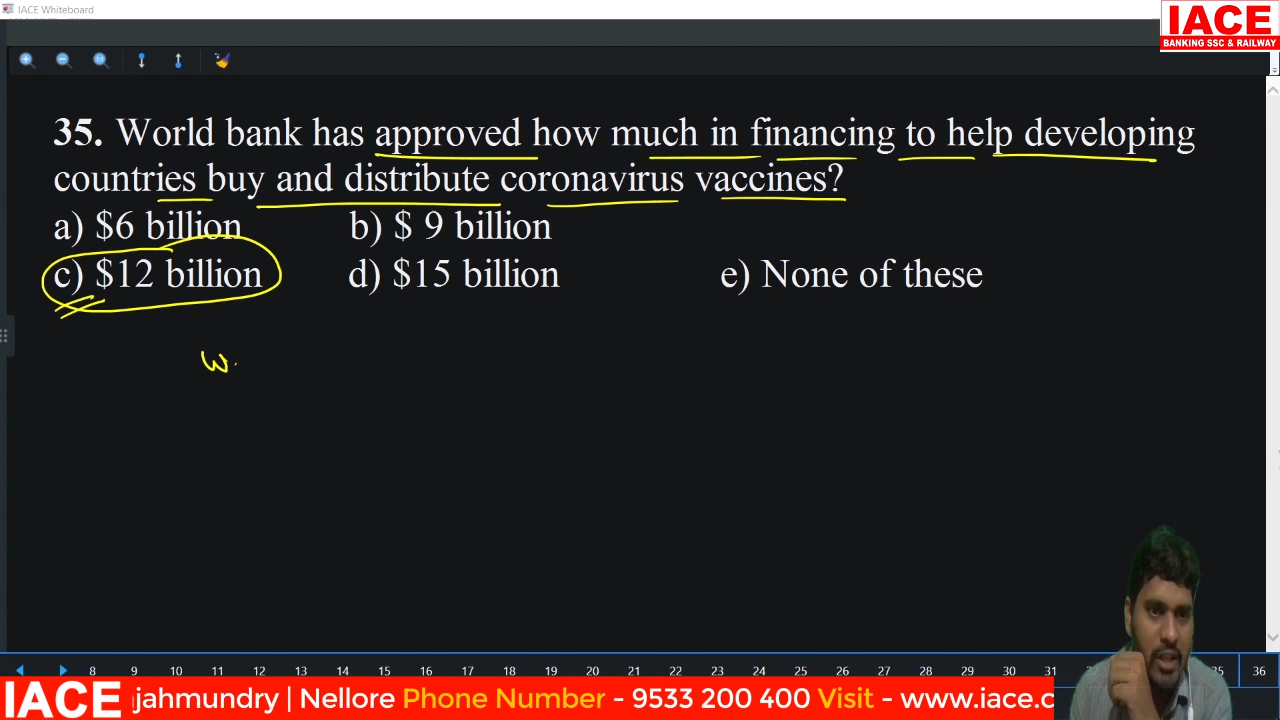 IACE Whiteboard
IACE
BANKING SSC & RAILWAY
35. World bank has approved how much in financing to help developing
countries buy and distribute coronavirus vaccines?
a) $6 billion b) $ 9 billion
c) $12 billion d) $15 billion e) None of these
w.
8 9 10 11 12 13 14 15 16 17 18 19 20 21 22 23 24 25 26 27 28 29 30 31 35 36
IACE jahmundry | Nellore Phone Number - 9533 200 400 Visit - www.iace.c